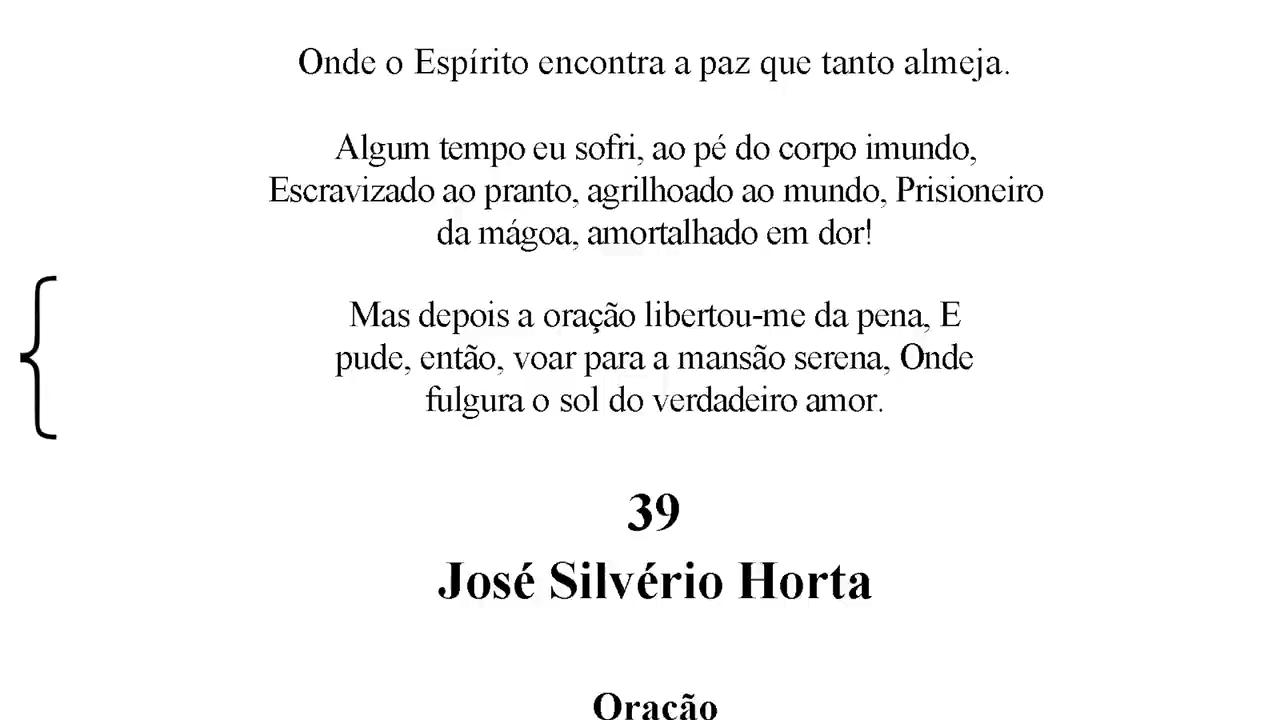 Onde o Espírito encontra a paz que tanto almeja.
Algum tempo eu sofri, ao pé do corpo imundo,
Escravizado ao pranto, agrilhoado ao mundo, Prisioneiro
da mágoa, amortalhado em dor!
Mas depois a oração libertou-me da pena, E
pude, então, voar para a mansão serena, Onde
fulgura o sol do verdadeiro amor.
39
José Silvério Horta
Oração